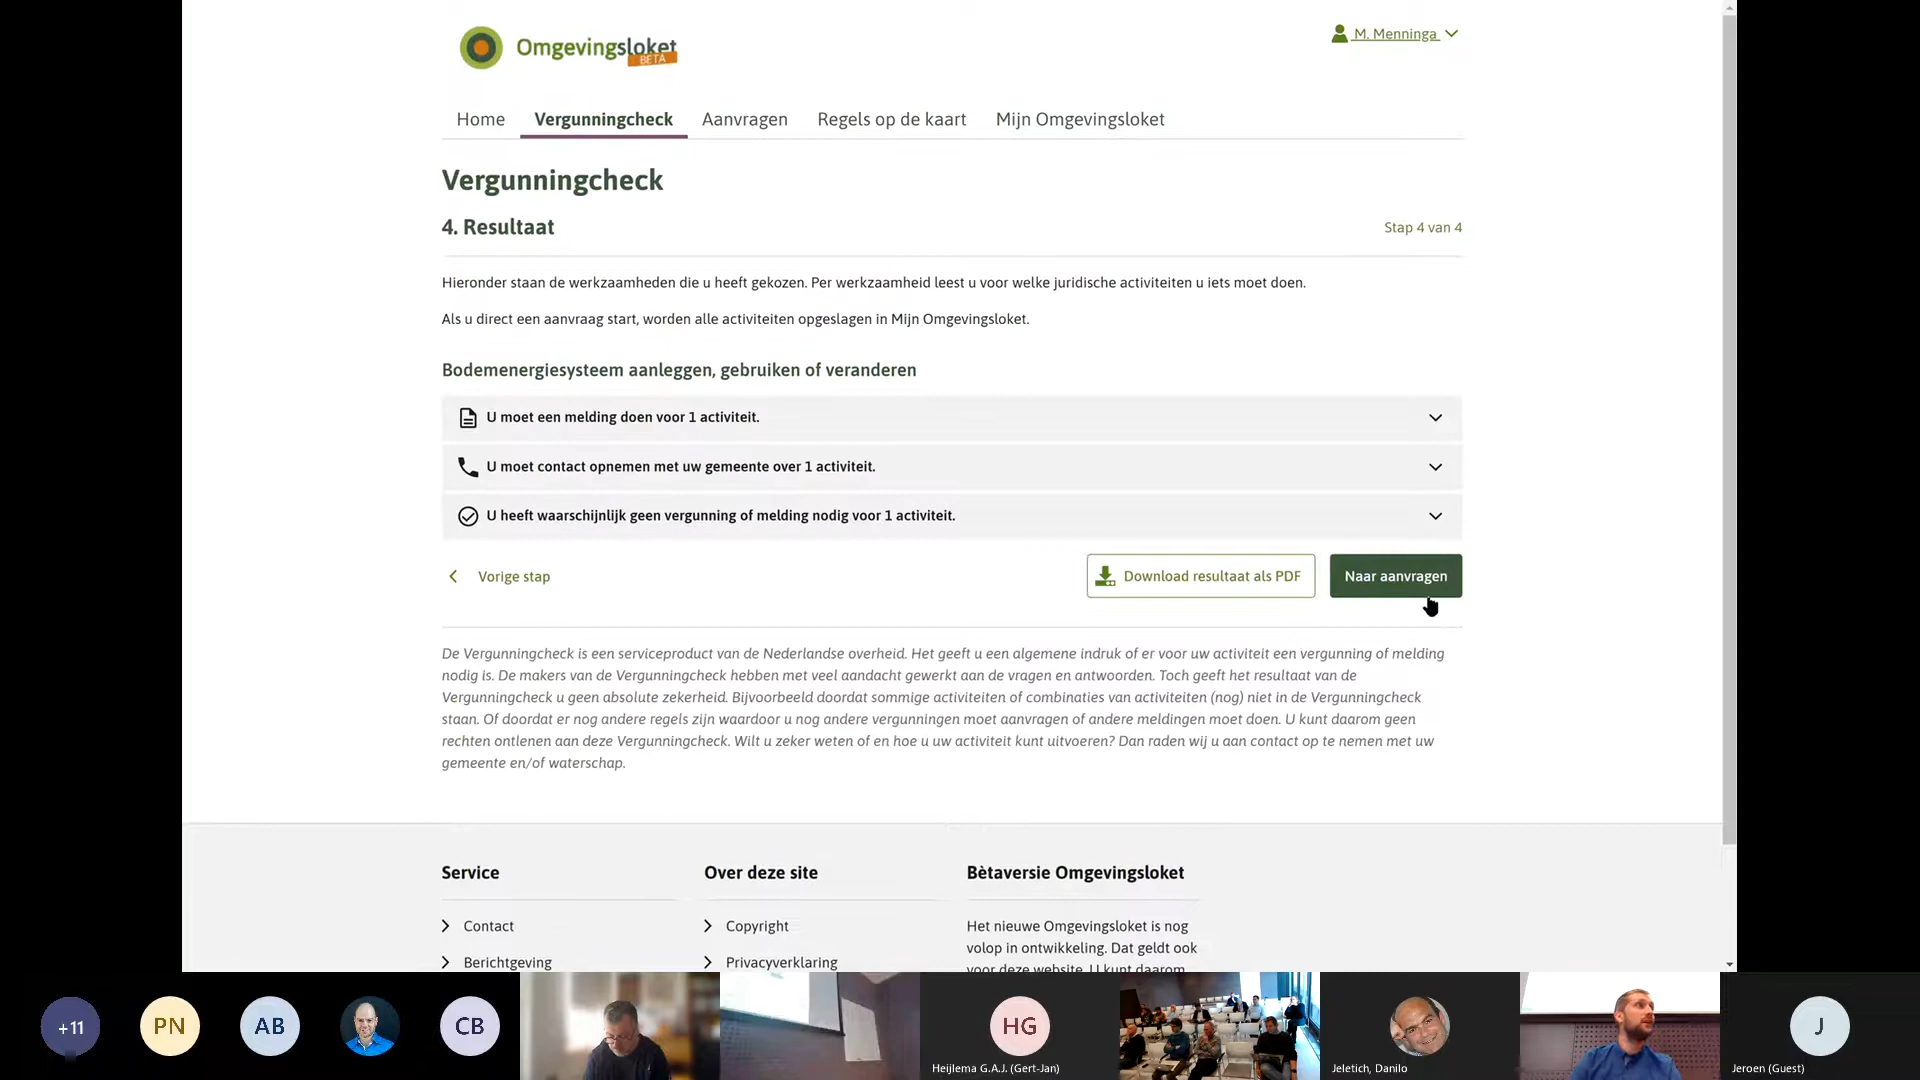 Omgevingsloket
BETA
M. Menninga
Home
Vergunningcheck
Aanvragen
Regels op de kaart
Mijn Omgevingsloket
Vergunningcheck
4. Resultaat
Stap 4 van 4
Hieronder staan de werkzaamheden die u heeft gekozen. Per werkzaamheid leest u voor welke juridische activiteiten u iets moet doen.
Als u direct een aanvraag start, worden alle activiteiten opgeslagen in Mijn Omgevingsloket.
Bodemenergiesysteem aanleggen, gebruiken of veranderen
U moet een melding doen voor 1 activiteit.
U moet contact opnemen met uw gemeente over 1 activiteit.
U heeft waarschijnlijk geen vergunning of melding nodig voor 1 activiteit.
Vorige stap
Download resultaat als PDF
Naar aanvragen
De Vergunningcheck is een serviceproduct van de Nederlandse overheid. Het geeft u een algemene indruk of er voor uw activiteit een vergunning of melding
nodig is. De makers van de Vergunningcheck hebben met veel aandacht gewerkt aan de vragen en antwoorden. Toch geeft het resultaat van de
Vergunningcheck u geen absolute zekerheid. Bijvoorbeeld doordat sommige activiteiten of combinaties van activiteiten (nog) niet in de Vergunningcheck
staan. Of doordat er nog andere regels zijn waardoor u nog andere vergunningen moet aanvragen of andere meldingen moet doen. U kunt daarom geen
rechten ontlenen aan deze Vergunningcheck. Wilt u zeker weten of en hoe u uw activiteit kunt uitvoeren? Dan raden wij u aan contact op te nemen met uw
gemeente en/of waterschap.
Service
Over deze site
Bètaversie Omgevingsloket
Contact
Copyright
Het nieuwe Omgevingsloket is nog
volop in ontwikkeling. Dat geldt ook
Berichtgeving
Privacyverklaring
voor deze website. U kunt daarom
+11
PN
AB
CB
HG
Heijlema G.A.J. (Gert-Jan)
Jeletich, Danilo
J
Jeroen (Guest)